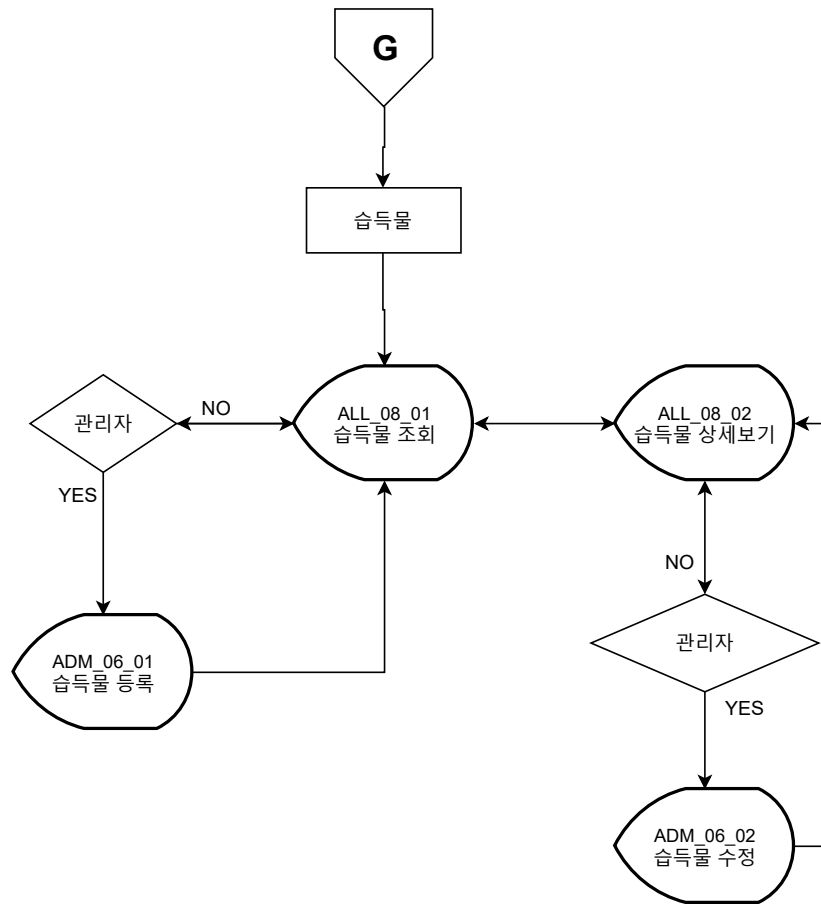 G
습득물
관리자
NO
ALL_08_01
습득물 조회
ALL_08_02
습득물 상세보기
YES
NO
ADM_06_01
습득물 등록
관리자
YES
ADM_06_02
습득물 수정